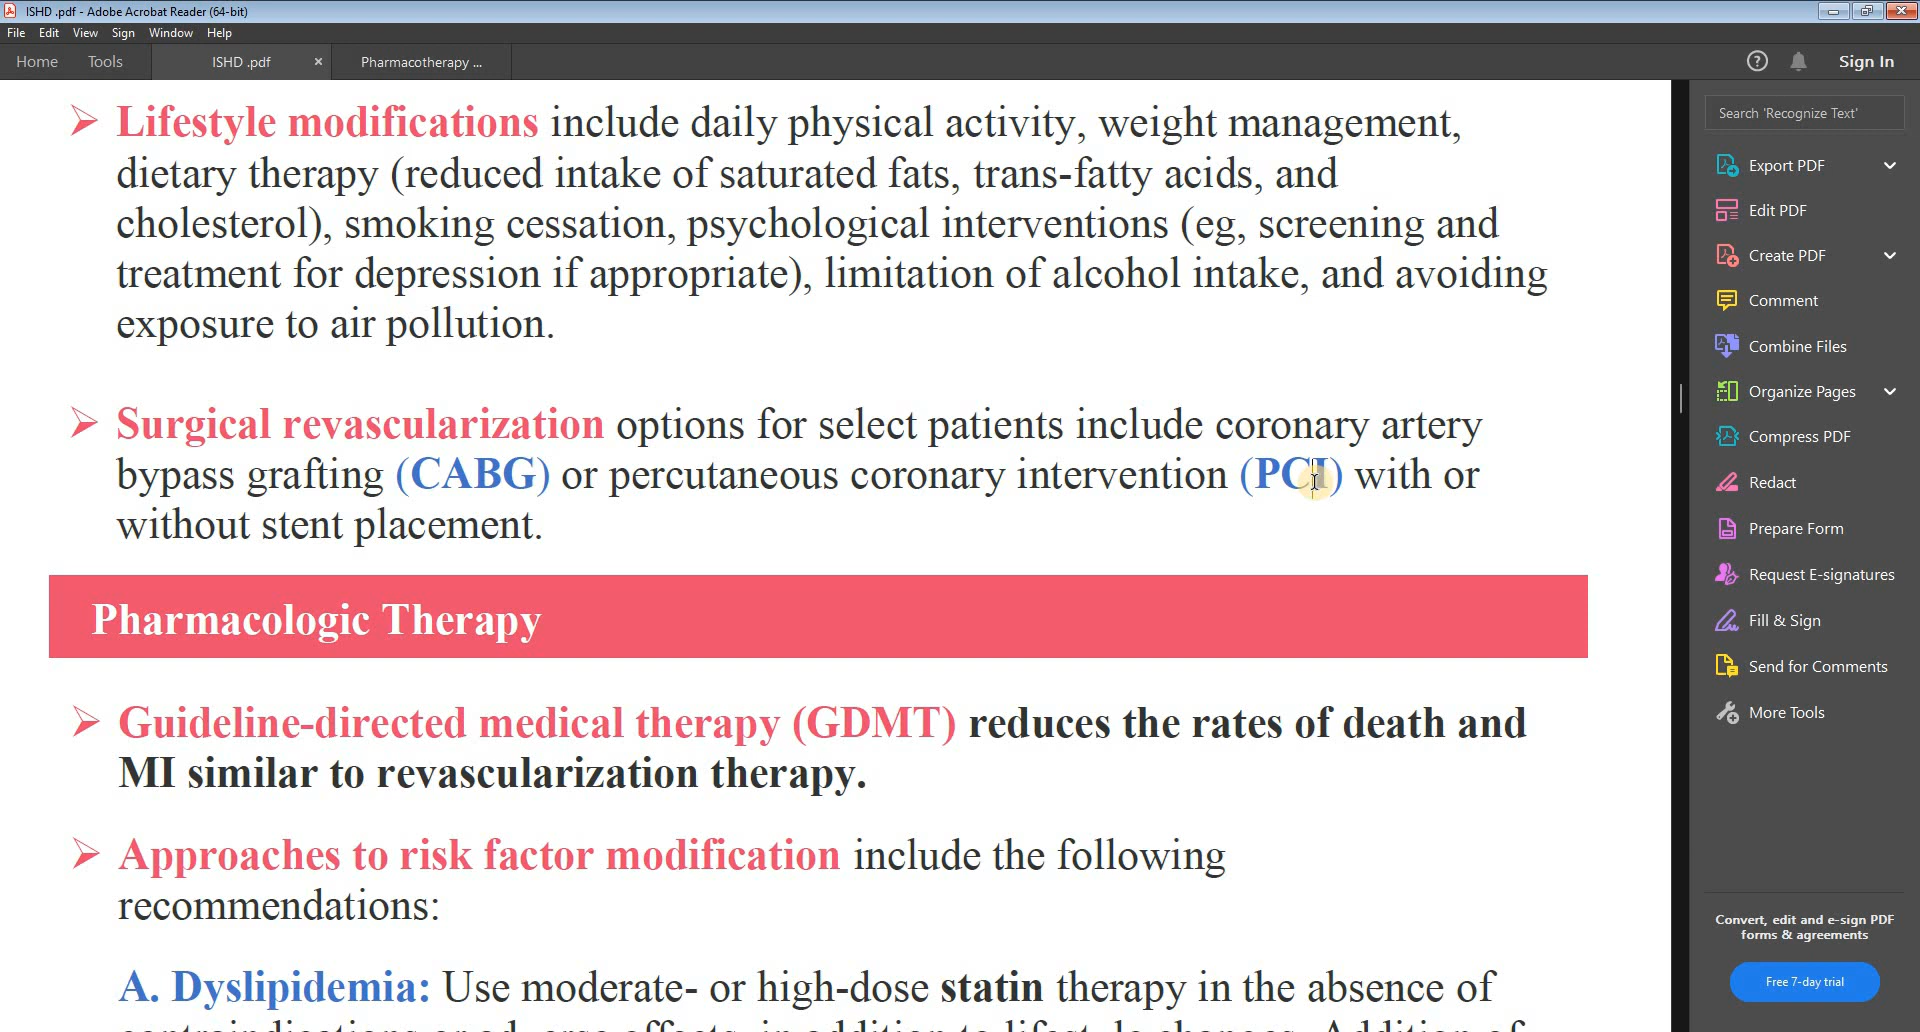 ISHD .pdf - Adobe Acrobat Reader (64-bit)
File Edit View Sign Window Help
Home Tools ISHD .pdf × Pharmacotherapy ... ? Sign In
➢ Lifestyle modifications include daily physical activity, weight management,
dietary therapy (reduced intake of saturated fats, trans-fatty acids, and
cholesterol), smoking cessation, psychological interventions (eg, screening and
treatment for depression if appropriate), limitation of alcohol intake, and avoiding
exposure to air pollution.
➢ Surgical revascularization options for select patients include coronary artery
bypass grafting (CABG) or percutaneous coronary intervention (PCI) with or
without stent placement.
Pharmacologic Therapy
➢ Guideline-directed medical therapy (GDMT) reduces the rates of death and
MI similar to revascularization therapy.
➢ Approaches to risk factor modification include the following
recommendations:
A. Dyslipidemia: Use moderate- or high-dose statin therapy in the absence of
Search 'Recognize Text'
Export PDF
Edit PDF
Create PDF
Comment
Combine Files
Organize Pages
Compress PDF
Redact
Prepare Form
Request E-signatures
Fill & Sign
Send for Comments
More Tools
Convert, edit and e-sign PDF
forms & agreements
Free 7-day trial